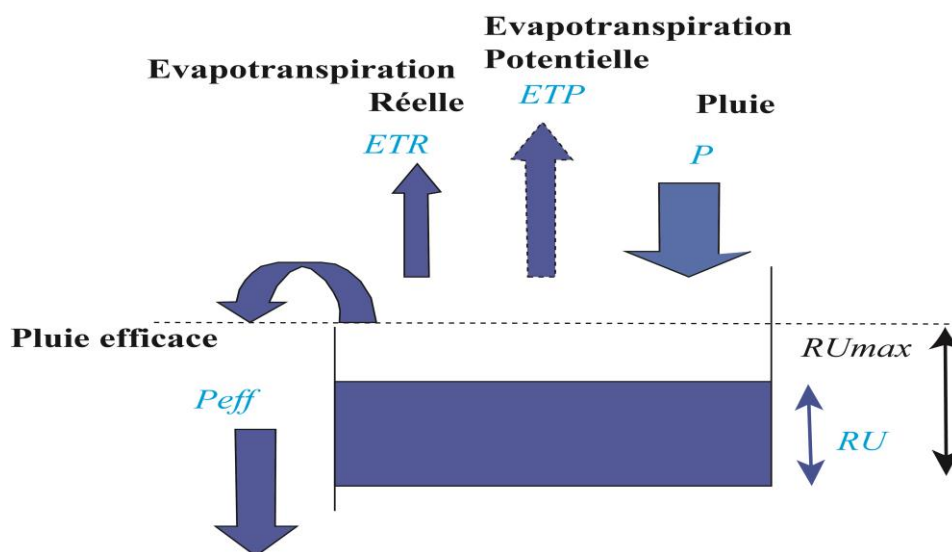 Evapotranspiration
Potentielle
ETP
Evapotranspiration
Réelle
ETR
Pluie
P
Pluie efficace
Peff
RUmax
RU